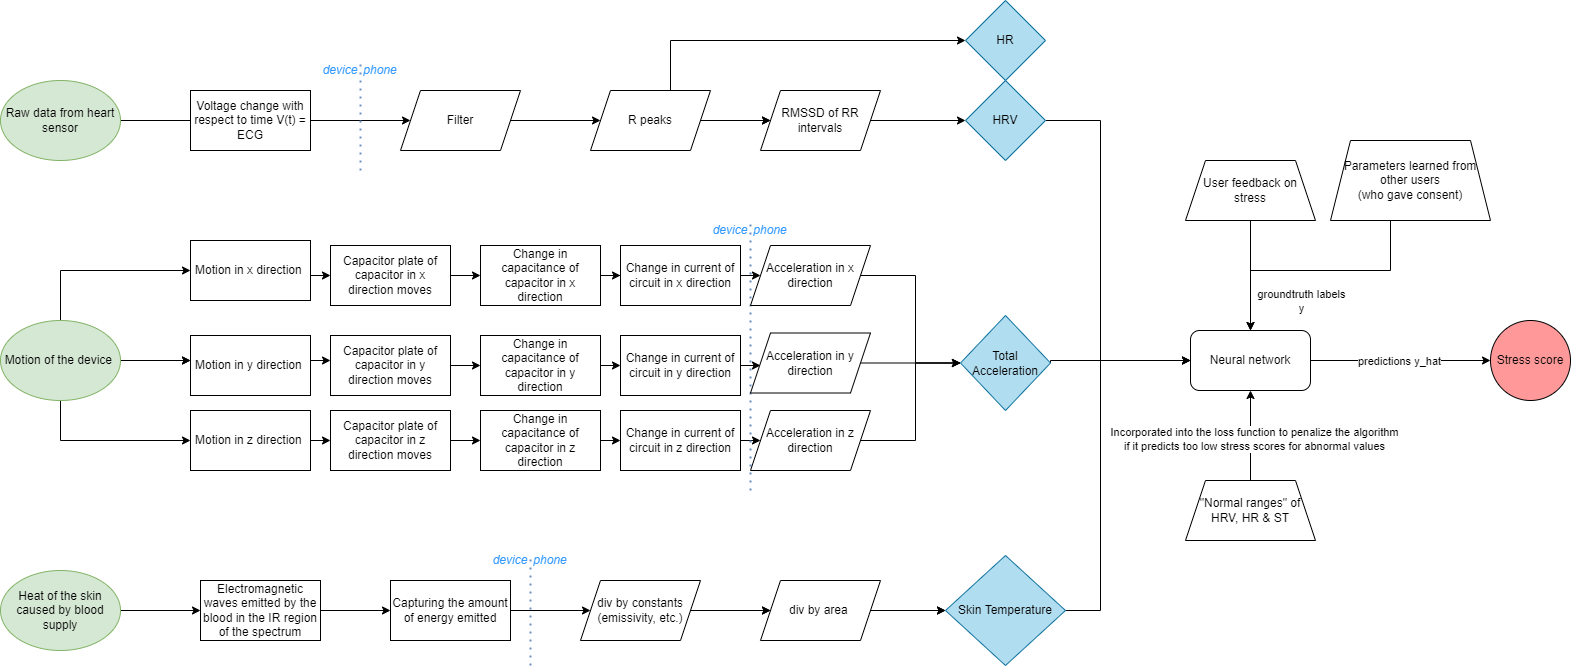 HR
device
phone
Raw data from heart
sensor
Voltage change with
respect to time V(t) =
ECG
Filter
R peaks
RMSSD of RR
intervals
HRV
User feedback on
stress
Parameters learned from
other users
(who gave consent)
device
phone
Motion in x direction
Capacitor plate of
capacitor in x
direction moves
Change in
capacitance of
capacitor in x
direction
Change in current of
circuit in x direction
Acceleration in x
direction
groundtruth labels
y
Motion of the device
Motion in y direction
Capacitor plate of
capacitor in y
direction moves
Change in
capacitance of
capacitor in y
direction
Change in current of
circuit in y direction
Acceleration in y
direction
Total
Acceleration
Neural network
predictions y_hat
Stress score
Motion in z direction
Capacitor plate of
capacitor in z
direction moves
Change in
capacitance of
capacitor in z
direction
Change in current of
circuit in z direction
Acceleration in z
direction
Incorporated into the loss function to penalize the algorithm
if it predicts too low stress scores for abnormal values
"Normal ranges" of
HRV, HR & ST
device
phone
Heat of the skin
caused by blood
supply
Electromagnetic
waves emitted by the
blood in the IR region
of the spectrum
Capturing the amount
of energy emitted
div by constants
(emissivity, etc.)
div by area
Skin Temperature